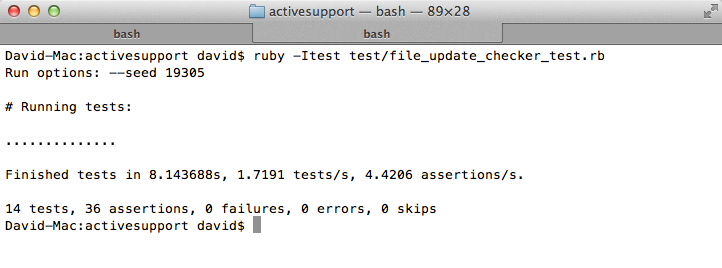 activesupport — bash — 89×28
bash bash
David-Mac:activesupport david$ ruby -Itest test/file_update_checker_test.rb
Run options: --seed 19305
# Running tests:
..............
Finished tests in 8.143688s, 1.7191 tests/s, 4.4206 assertions/s.
14 tests, 36 assertions, 0 failures, 0 errors, 0 skips
David-Mac:activesupport david$